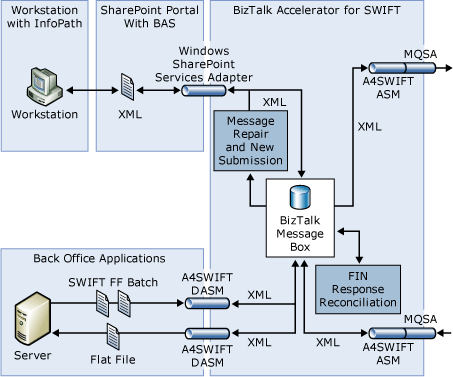 Workstation
with InfoPath
SharePoint Portal
With BAS
BizTalk Accelerator for SWIFT
Windows
SharePoint
Services Adapter
MQSA
A4SWIFT
ASM
XML
XML
XML
Workstation
Message
Repair
and New
Submission
BizTalk
Message
Box
FIN
Response
Reconciliation
Back Office Applications
SWIFT FF Batch
A4SWIFT
DASM
XML
Server
Flat File
A4SWIFT
DASM
XML
XML
MQSA
A4SWIFT
ASM